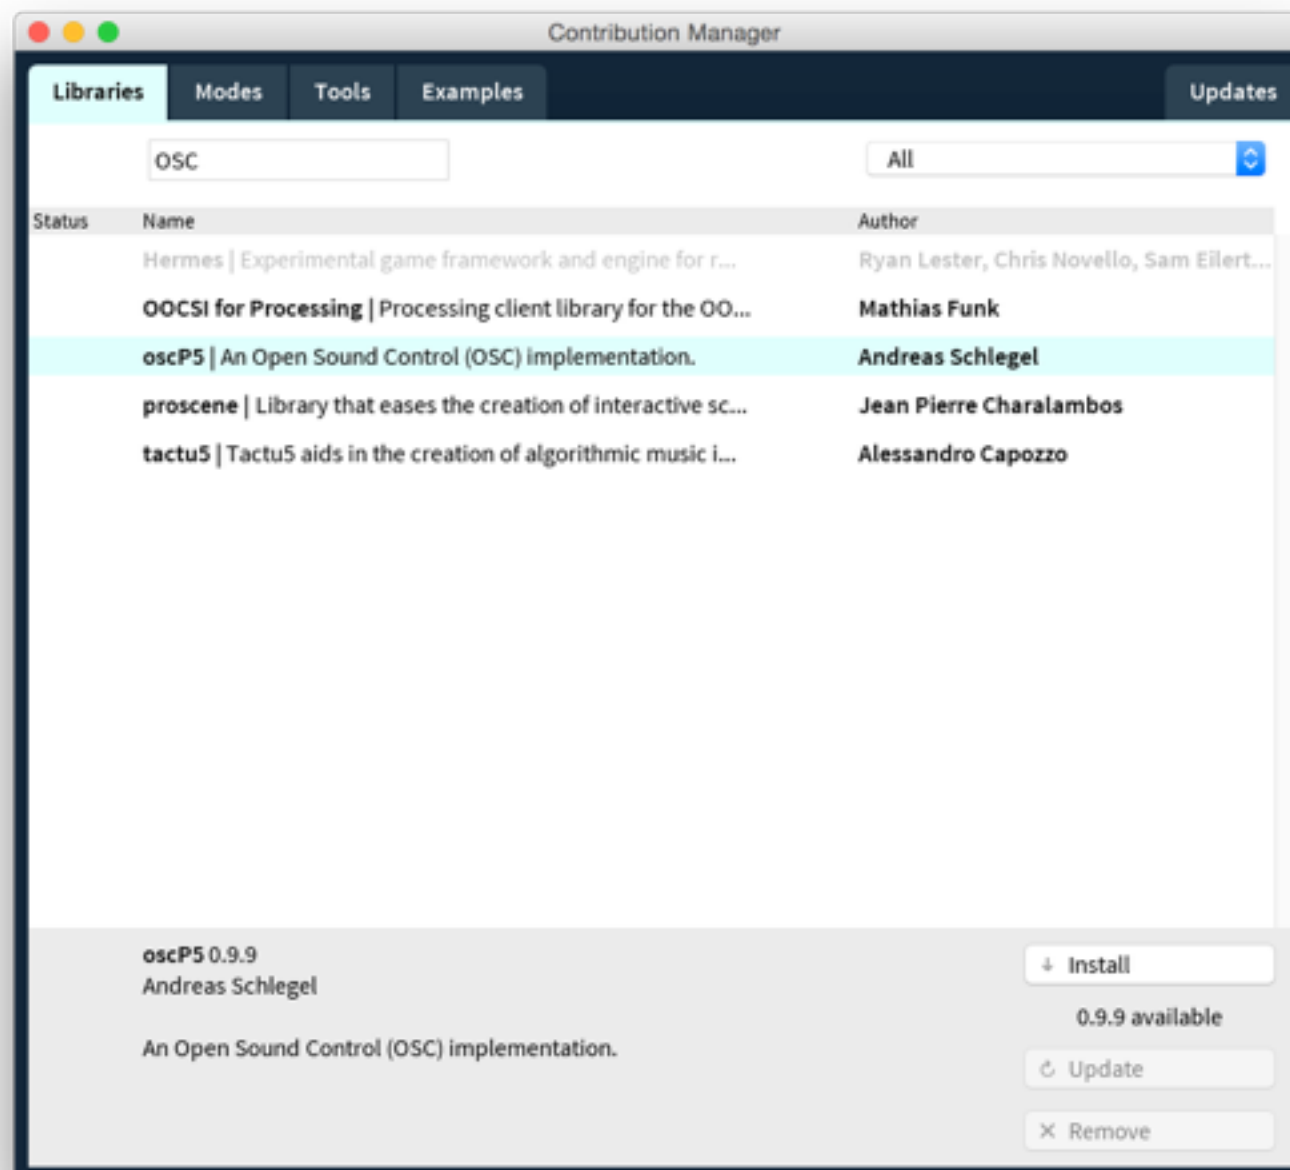 Contribution Manager
Libraries Modes Tools Examples Updates
OSC All
Status Name Author
Hermes | Experimental game framework and engine for r... Ryan Lester, Chris Novello, Sam Eilert...
OOCSI for Processing | Processing client library for the OO... Mathias Funk
oscP5 | An Open Sound Control (OSC) implementation. Andreas Schlegel
proscene | Library that eases the creation of interactive sc... Jean Pierre Charalambos
tactu5 | Tactu5 aids in the creation of algorithmic music i... Alessandro Capozzo
oscP5 0.9.9
Install
Andreas Schlegel
0.9.9 available
An Open Sound Control (OSC) implementation.
Update
Remove